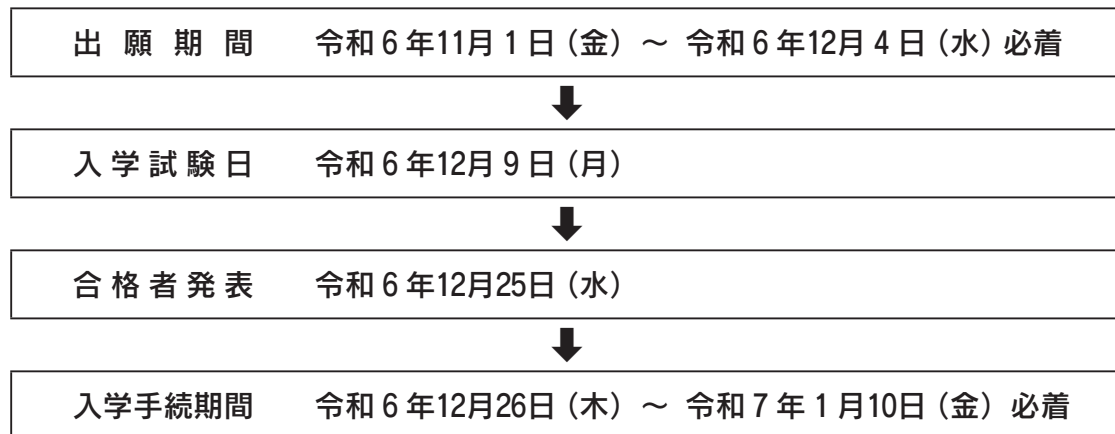 出願期間 令和6年11月1日（金）～ 令和6年12月4日（水）必着
入学試験日 令和6年12月9日（月）
合格者発表 令和6年12月25日（水）
入学手続期間 令和6年12月26日（木）～ 令和7年1月10日（金）必着